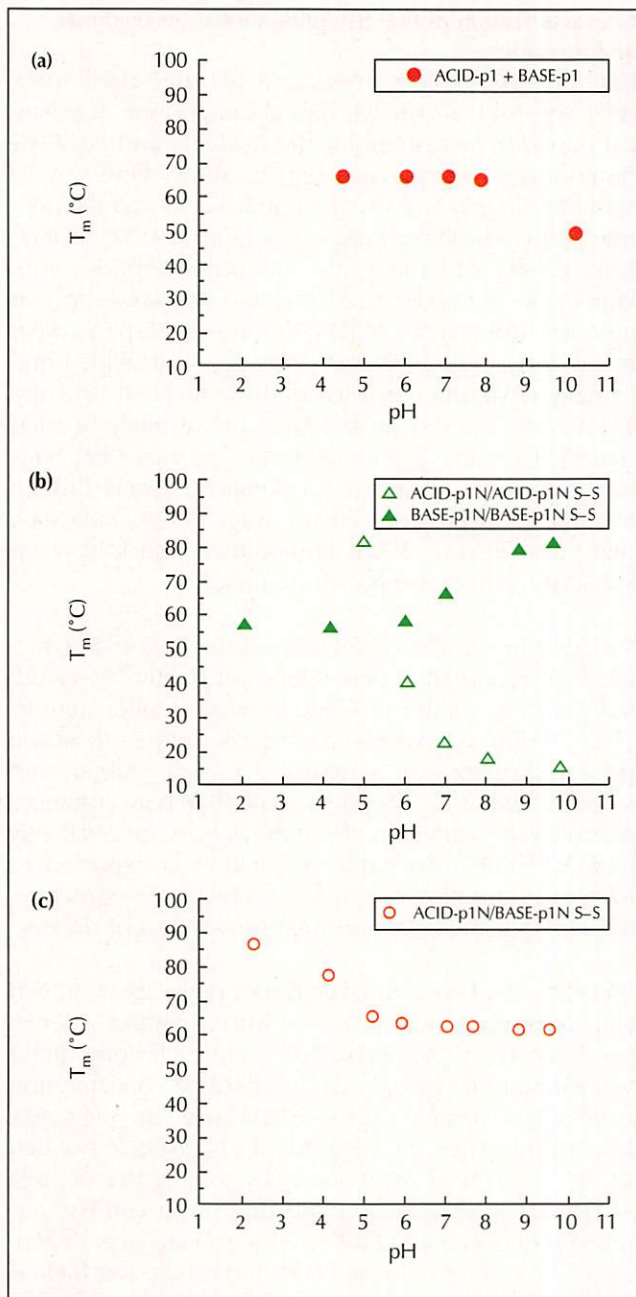 (a)
ACID-p1 + BASE-p1
100
90
80
70
60
50
40
30
20
10
Tm (°C)
1 2 3 4 5 6 7 8 9 10 11
pH
(b)
ACID-p1N/ACID-p1N S–S
BASE-p1N/BASE-p1N S–S
100
90
80
70
60
50
40
30
20
10
Tm (°C)
1 2 3 4 5 6 7 8 9 10 11
pH
(c)
ACID-p1N/BASE-p1N S–S
100
90
80
70
60
50
40
30
20
10
Tm (°C)
1 2 3 4 5 6 7 8 9 10 11
pH